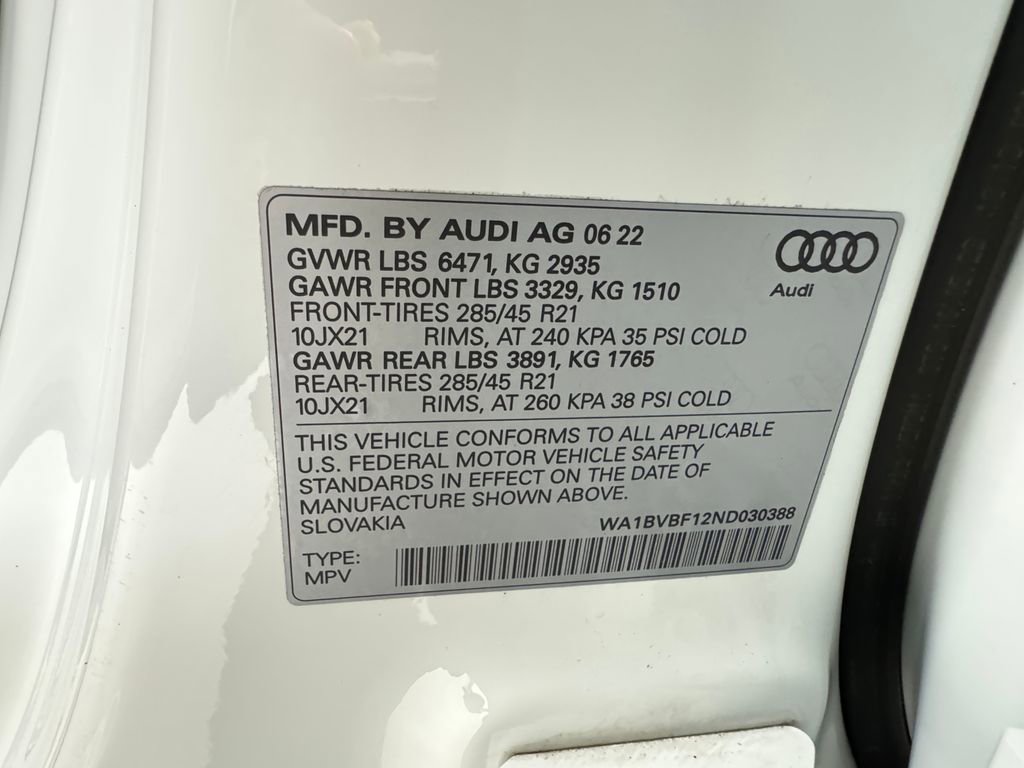 MFD. BY AUDI AG 06 22
GVWR LBS 6471, KG 2935
GAWR FRONT LBS 3329, KG 1510
FRONT-TIRES 285/45 R21
10JX21 RIMS, AT 240 KPA 35 PSI COLD
GAWR REAR LBS 3891, KG 1765
REAR-TIRES 285/45 R21
10JX21 RIMS, AT 260 KPA 38 PSI COLD
Audi
THIS VEHICLE CONFORMS TO ALL APPLICABLE
U.S. FEDERAL MOTOR VEHICLE SAFETY
STANDARDS IN EFFECT ON THE DATE OF
MANUFACTURE SHOWN ABOVE.
SLOVAKIA WA1BVBF12ND030388
TYPE:
MPV